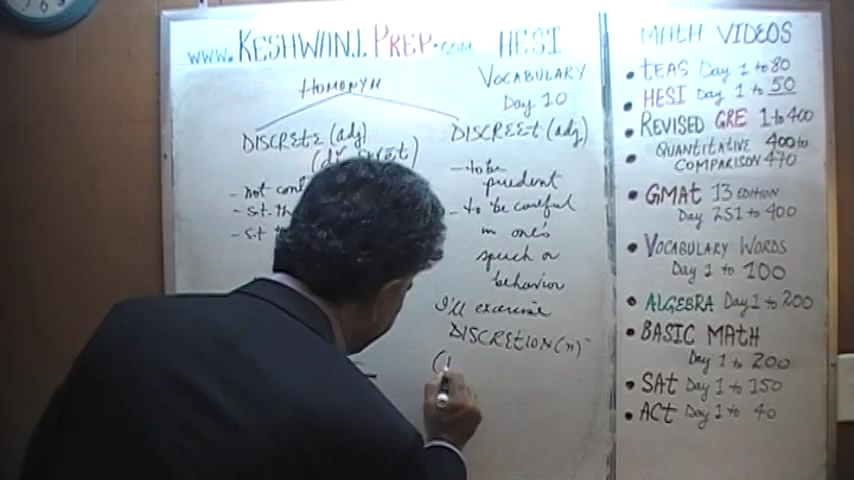 www.KESHWANIPREP.com HESI
VOCABULARY
Day 10
HOMONYM
DISCRETE (adj)
- not
- s.t. th
- s.t
DISCREET (adj)
- to be
prudent
- to be careful
in one's
speech or
behavior
I'll exercise
DISCRETION (n)
(
MATH VIDEOS
• TEAS Day 1 to 80
• HESI Day 1 to 50
• REVISED GRE 1 to 400
• QUANTITATIVE 400 to
COMPARISON 470
• GMAT 13 EDITION
Day 251 to 400
• VOCABULARY WORDS
Day 1 to 100
• ALGEBRA Day 1 to 200
• BASIC MATH
Day 1 to 200
• SAT Day 1 to 150
• ACT Day 1 to 40